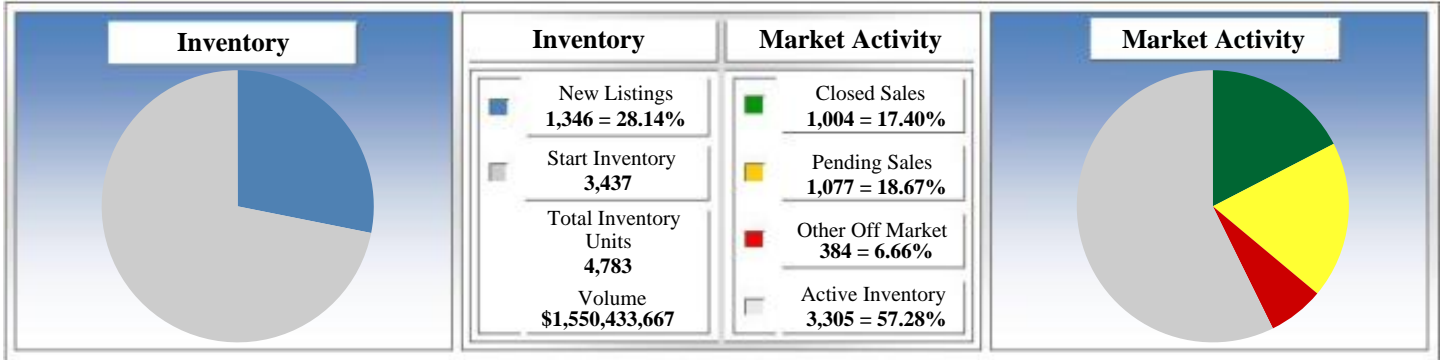 Inventory
Inventory
Market Activity
Market Activity
New Listings
1,346 = 28.14%
Start Inventory
3,437
Total Inventory
Units
4,783
Volume
$1,550,433,667
Closed Sales
1,004 = 17.40%
Pending Sales
1,077 = 18.67%
Other Off Market
384 = 6.66%
Active Inventory
3,305 = 57.28%